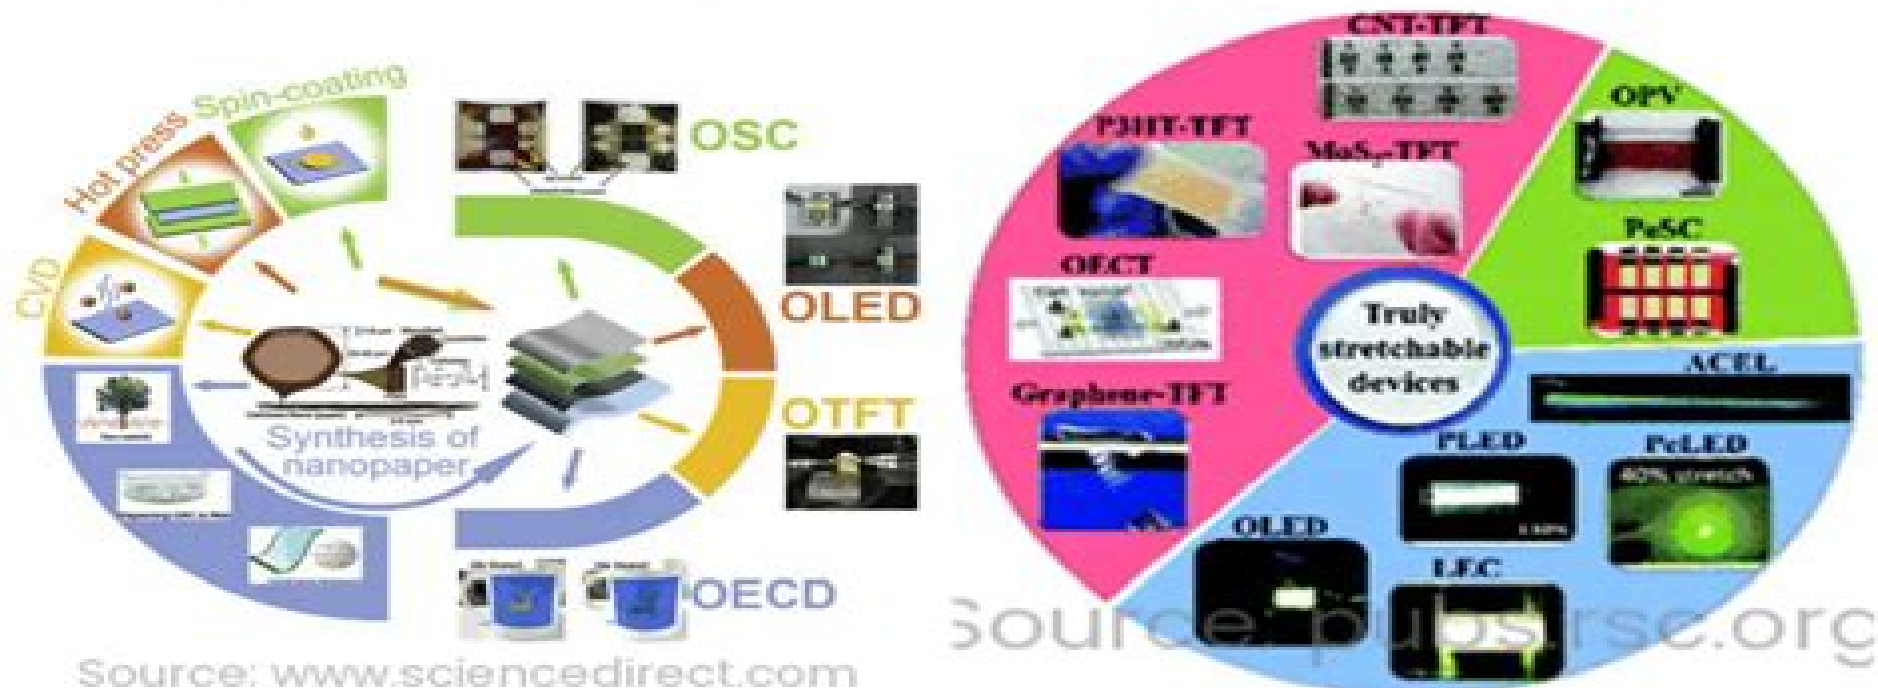 Spin-coating
Hot press
CVD
Synthesis of
nanopaper
OSC
OLED
OTFT
OECD
Source: www.sciencedirect.com
CNT-TFT
P3HT-TFT
MoS₂-TFT
OECT
Graphene-TFT
OPV
PeSC
Truly
stretchable
devices
ACEL
PLED
PeLED
40% stretch
OLED
LEC
Source: pubs.rsc.org